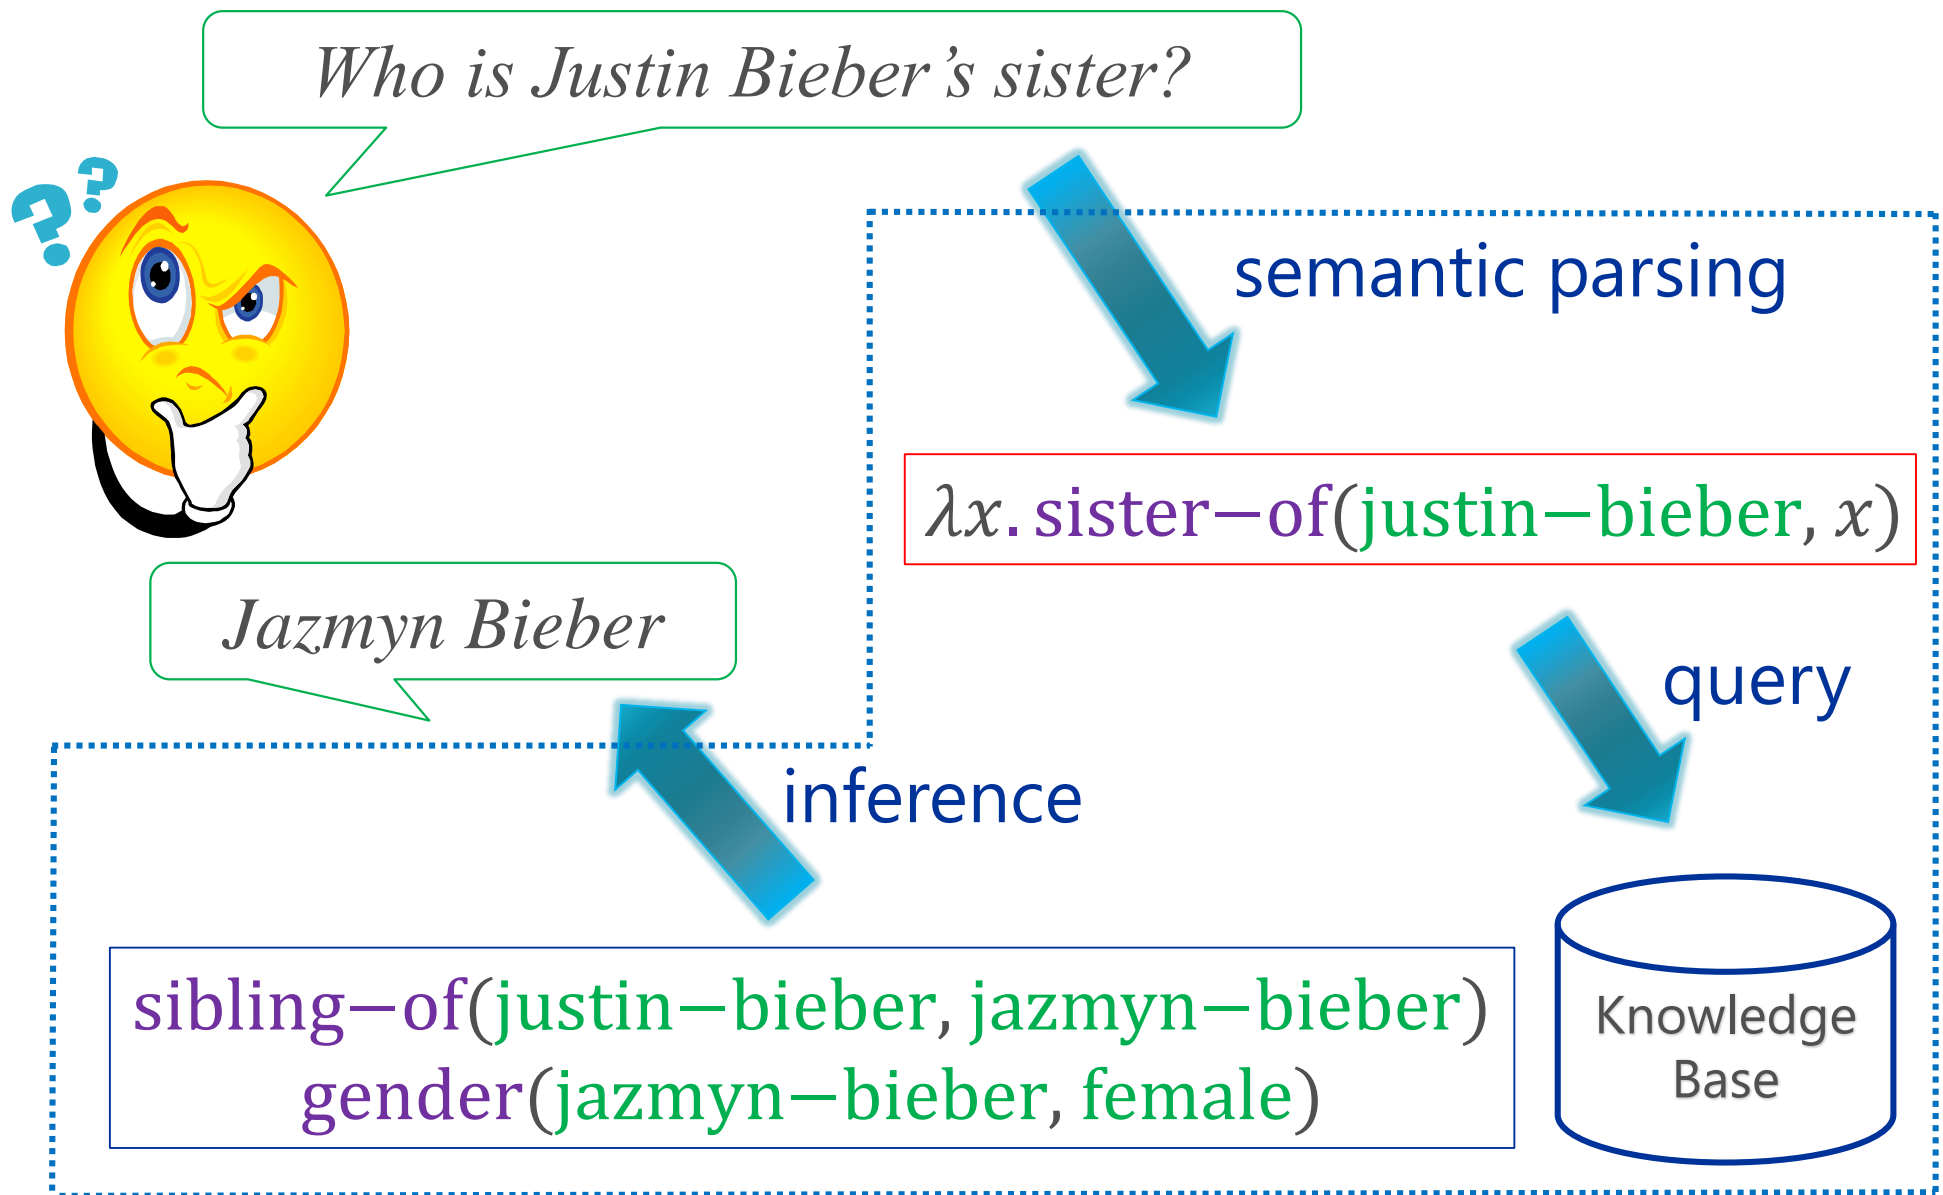 Who is Justin Bieber’s sister?
??
semantic parsing
λx. sister−of(justin−bieber, x)
Jazmyn Bieber
query
inference
sibling−of(justin−bieber, jazmyn−bieber)
gender(jazmyn−bieber, female)
Knowledge
Base